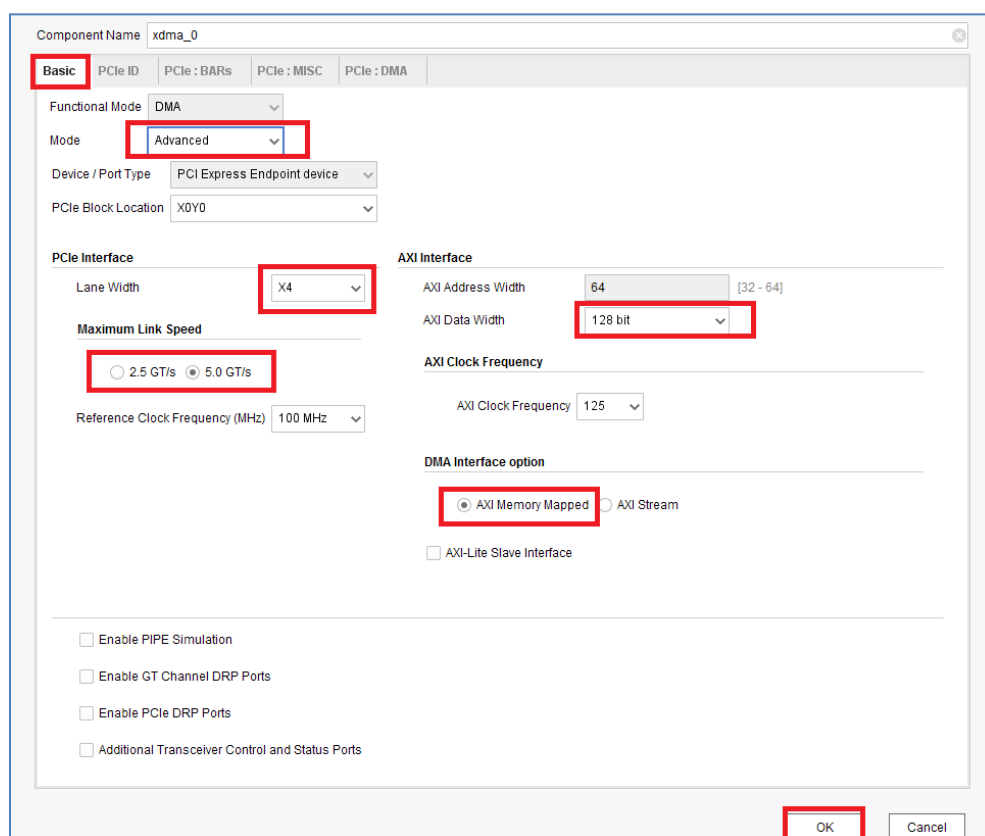 Component Name xdma_0
Basic PCIe ID PCIe : BARs PCIe : MISC PCIe : DMA
Functional Mode DMA
Mode Advanced
Device / Port Type PCI Express Endpoint device
PCIe Block Location X0Y0
PCIe Interface
Lane Width X4
Maximum Link Speed
2.5 GT/s 5.0 GT/s
Reference Clock Frequency (MHz) 100 MHz
AXI Interface
AXI Address Width 64 [32 - 64]
AXI Data Width 128 bit
AXI Clock Frequency
AXI Clock Frequency 125
DMA Interface option
AXI Memory Mapped AXI Stream
AXI-Lite Slave Interface
Enable PIPE Simulation
Enable GT Channel DRP Ports
Enable PCIe DRP Ports
Additional Transceiver Control and Status Ports
OK Cancel